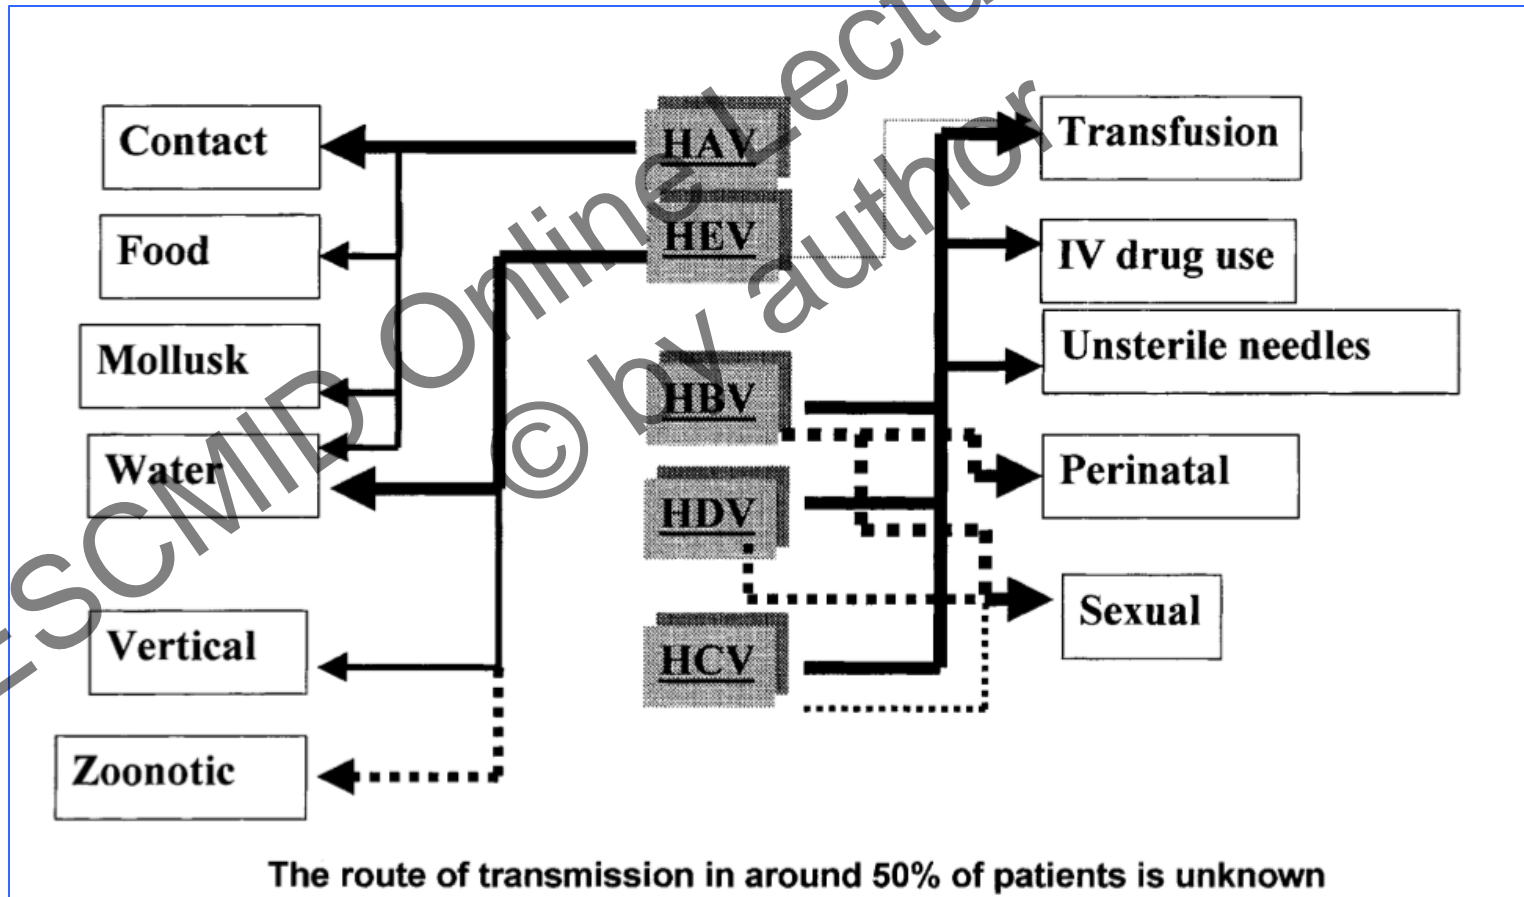 Contact
Food
Mollusk
Water
Vertical
Zoonotic
HAV
HEV
HBV
HDV
HCV
Transfusion
IV drug use
Unsterile needles
Perinatal
Sexual
ESCMID Online Lectu
© by author
The route of transmission in around 50% of patients is unknown